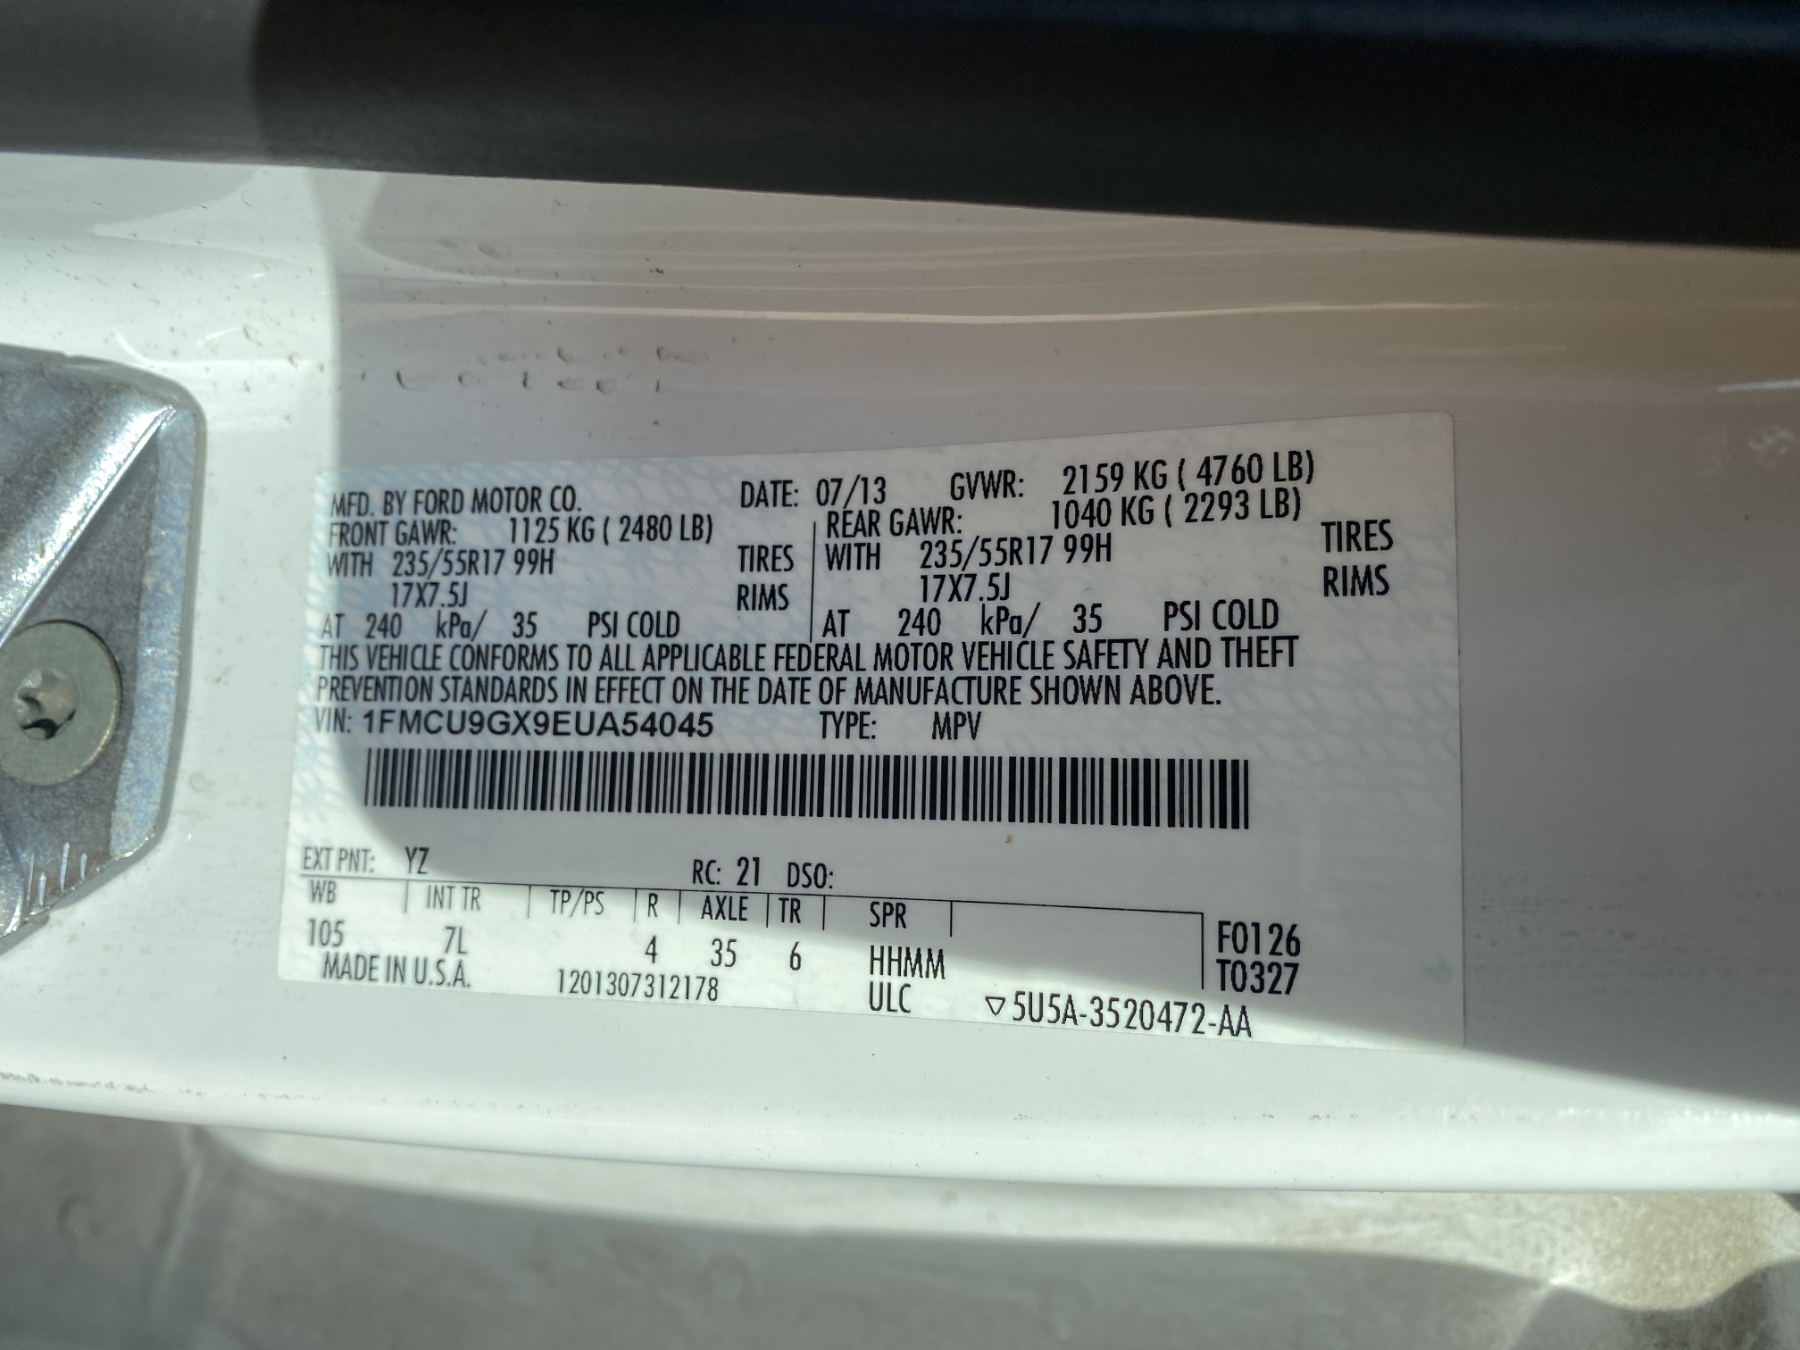 MFD. BY FORD MOTOR CO. DATE: 07/13 GVWR: 2159 KG ( 4760 LB)
FRONT GAWR: 1125 KG ( 2480 LB) REAR GAWR: 1040 KG ( 2293 LB)
WITH 235/55R17 99H TIRES WITH 235/55R17 99H TIRES
17X7.5J RIMS 17X7.5J RIMS
AT 240 kPa/ 35 PSI COLD AT 240 kPa/ 35 PSI COLD
THIS VEHICLE CONFORMS TO ALL APPLICABLE FEDERAL MOTOR VEHICLE SAFETY AND THEFT
PREVENTION STANDARDS IN EFFECT ON THE DATE OF MANUFACTURE SHOWN ABOVE.
VIN: 1FMCU9GX9EUA54045 TYPE: MPV
EXT PNT: YZ RC: 21 DSO:
WB INT TR TP/PS R AXLE TR SPR F0126
105 7L 4 35 6 HHMM T0327
MADE IN U.S.A. 1201307312178 ULC ▽5U5A-3520472-AA